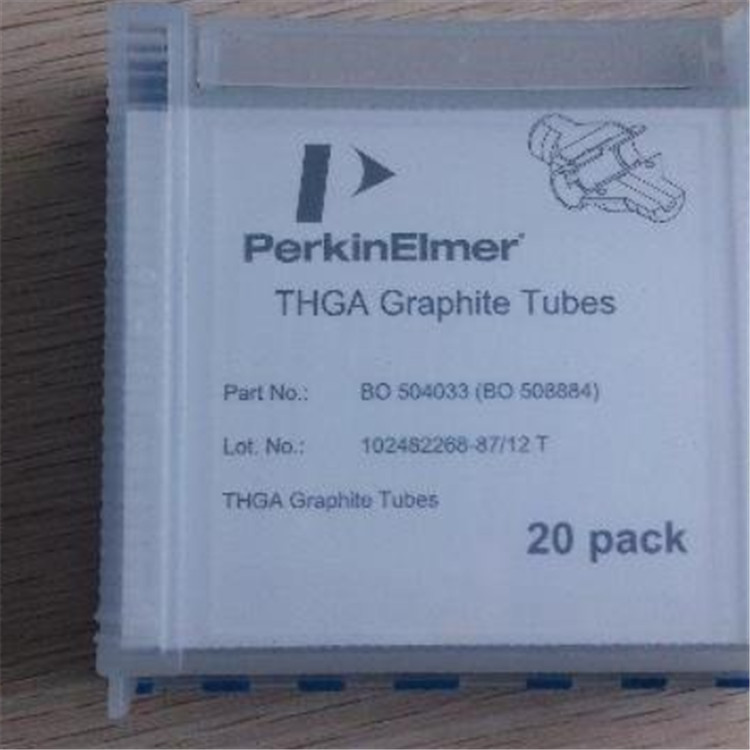 PerkinElmer
THGA Graphite Tubes
Part No.: BO 504033 (BO 508884)
Lot. No.: 102482268-87/12 T
THGA Graphite Tubes
20 pack